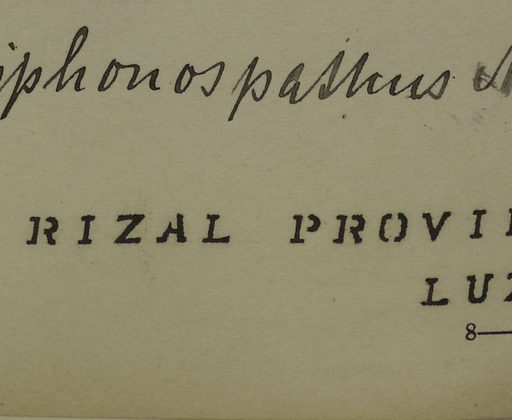 iphonospathus
RIZAL PROVI
LU
8—